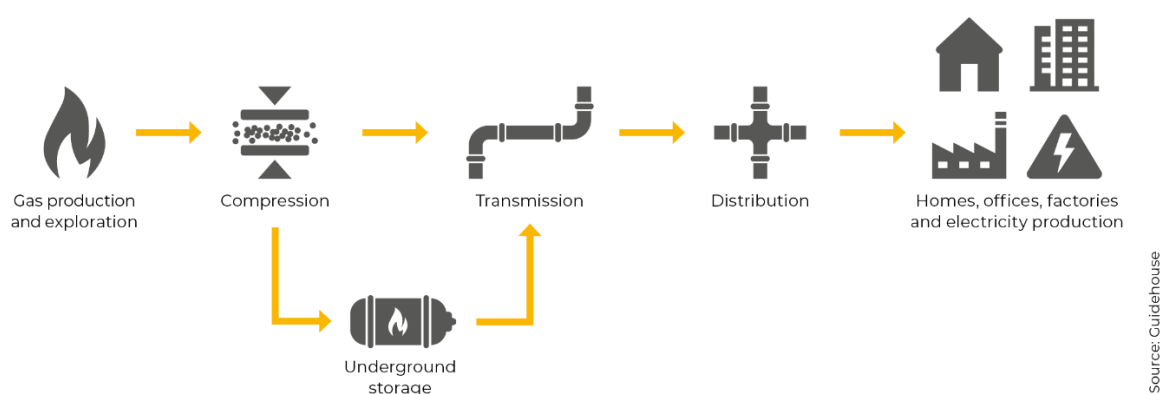 Gas production
and exploration
Compression
Transmission
Distribution
Homes, offices, factories
and electricity production
Underground
storage
Source: Guidehouse